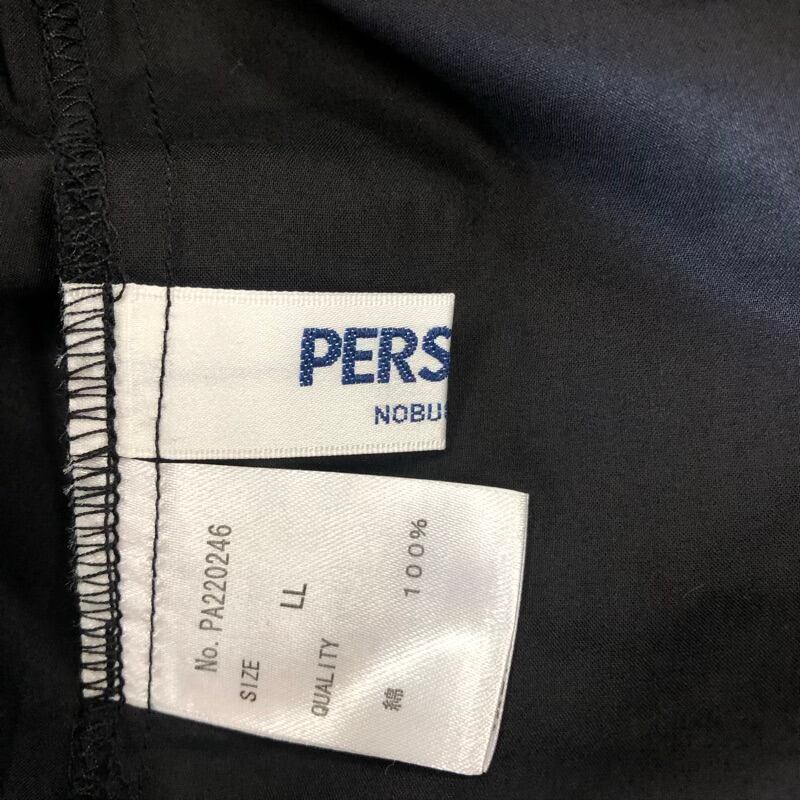 PERS
NOBU
No. PA220246
SIZE
LL
QUALITY
綿 100%